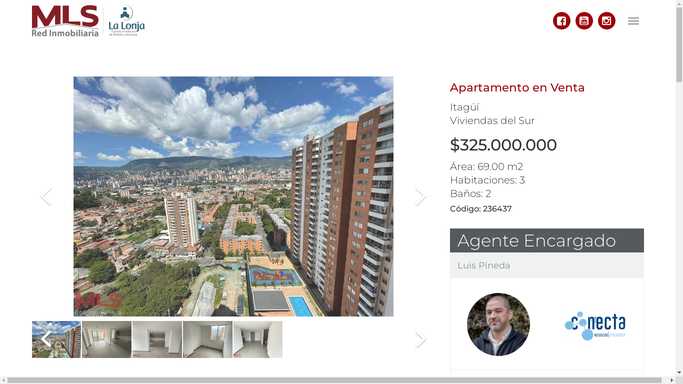 MLS
Red Inmobiliaria
La Lonja
Apartamento en Venta
Itagüí
Viviendas del Sur
$325.000.000
Área: 69.00 m2
Habitaciones: 3
Baños: 2
Código: 236437
Agente Encargado
Luis Pineda
conecta
MLS